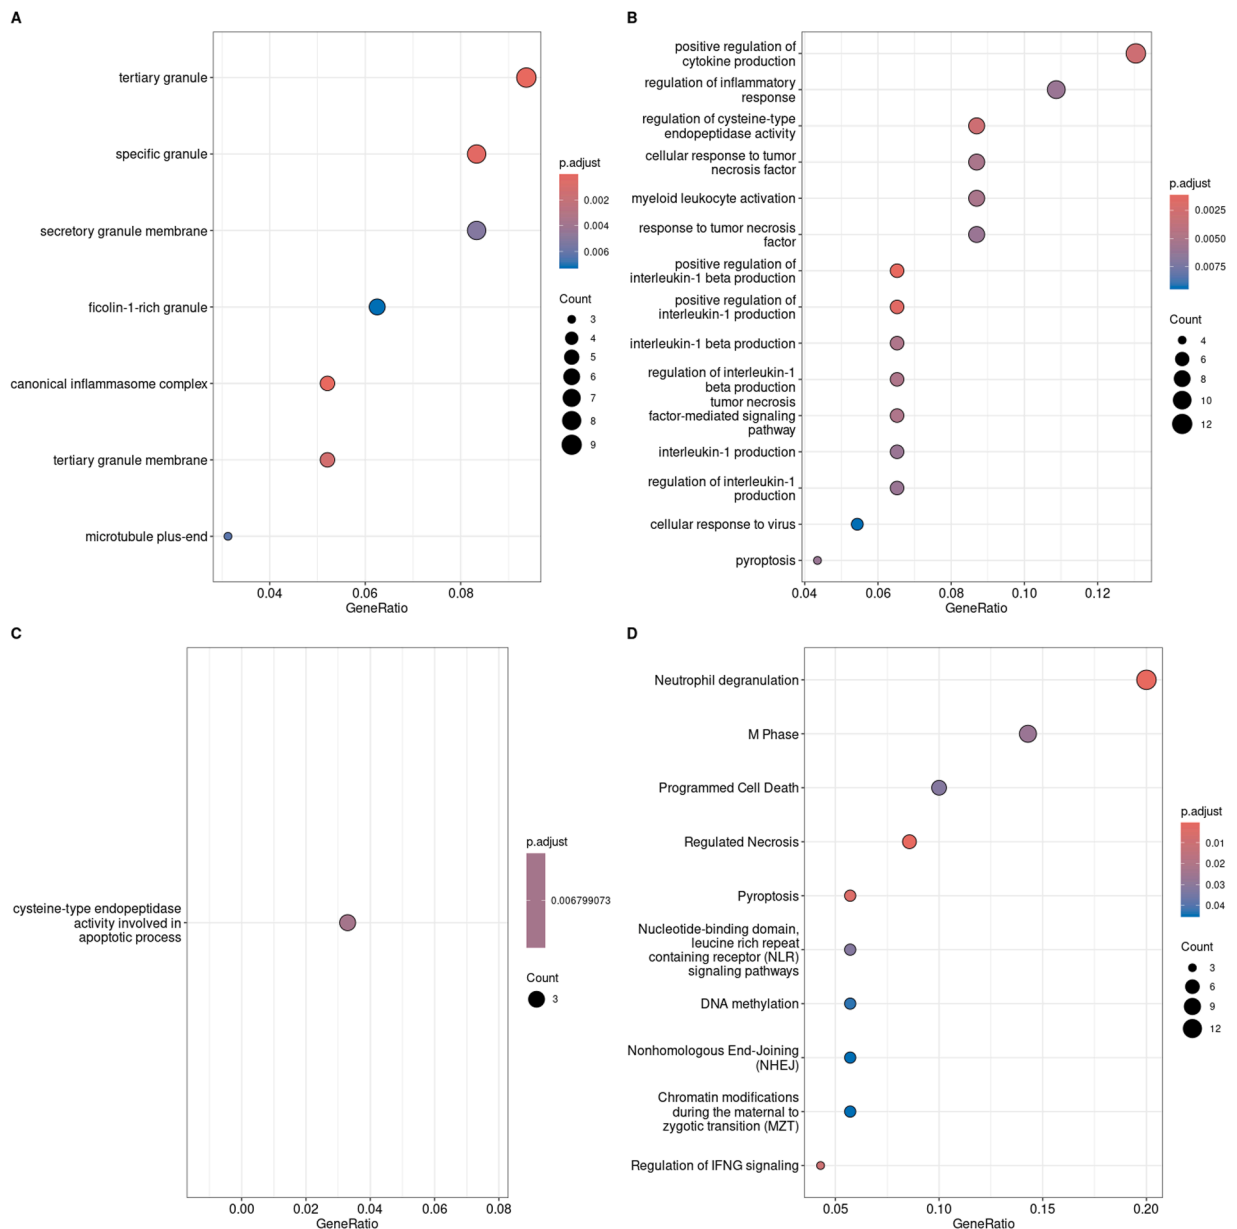 A
tertiary granule
specific granule
secretory granule membrane
ficolin-1-rich granule
canonical inflammasome complex
tertiary granule membrane
microtubule plus-end
0.04
0.06
0.08
GeneRatio
p.adjust
0.002
0.004
0.006
Count
3
4
5
6
7
8
9
B
positive regulation of
cytokine production
regulation of inflammatory
response
regulation of cysteine-type
endopeptidase activity
cellular response to tumor
necrosis factor
myeloid leukocyte activation
response to tumor necrosis
factor
positive regulation of
interleukin-1 beta production
positive regulation of
interleukin-1 production
interleukin-1 beta production
regulation of interleukin-1
beta production
tumor necrosis
factor-mediated signaling
pathway
interleukin-1 production
regulation of interleukin-1
production
cellular response to virus
pyroptosis
0.04
0.06
0.08
0.10
0.12
GeneRatio
p.adjust
0.0025
0.0050
0.0075
Count
4
6
8
10
12
C
cysteine-type endopeptidase
activity involved in
apoptotic process
0.00
0.02
0.04
0.06
0.08
GeneRatio
p.adjust
0.006799073
Count
3
D
Neutrophil degranulation
M Phase
Programmed Cell Death
Regulated Necrosis
Pyroptosis
Nucleotide-binding domain,
leucine rich repeat
containing receptor (NLR)
signaling pathways
DNA methylation
Nonhomologous End-Joining
(NHEJ)
Chromatin modifications
during the maternal to
zygotic transition (MZT)
Regulation of IFNG signaling
0.05
0.10
0.15
0.20
GeneRatio
p.adjust
0.01
0.02
0.03
0.04
Count
3
6
9
12